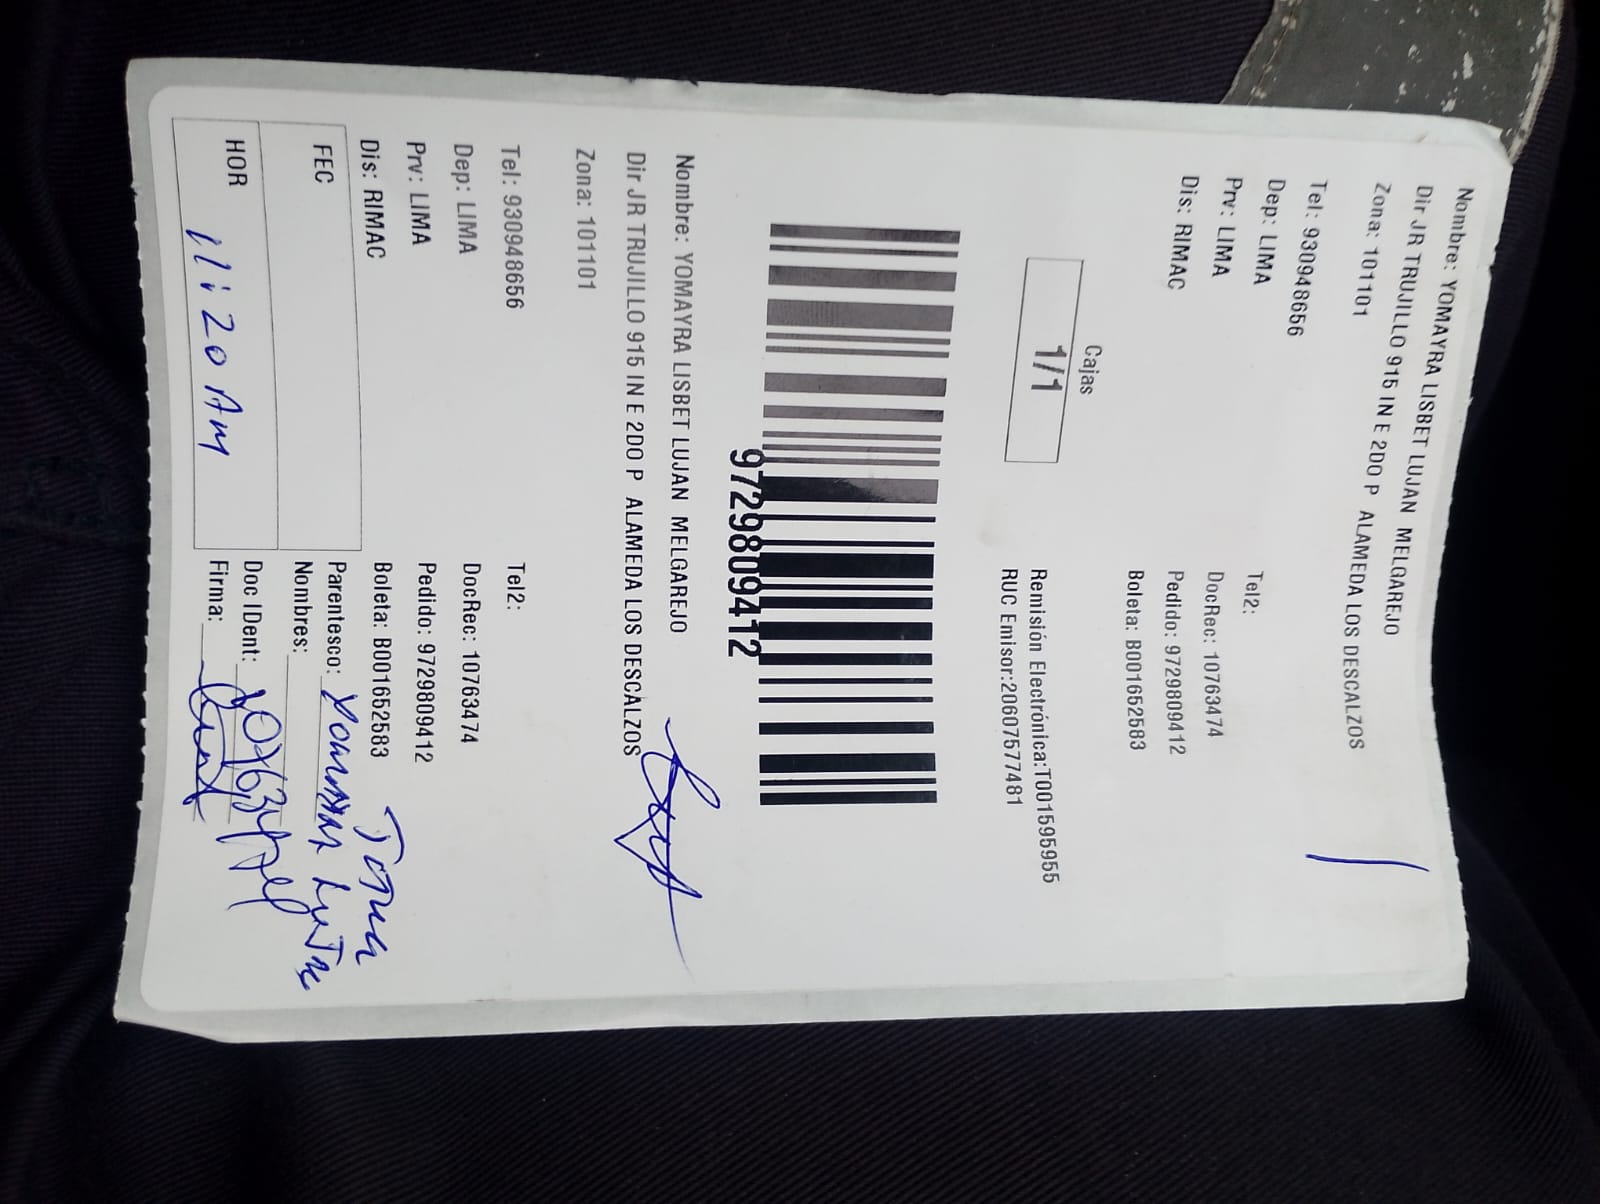 Nombre: YOMAYRA LISBET LUJAN MELGAREJO
Dir JR TRUJILLO 915 IN E 2DO P ALAMEDA LOS DESCALZOS
Zona: 101101
Tel: 930948656 Tel2:
Dep: LIMA DocRec: 10763474
Prv: LIMA Pedido: 9729809412
Dis: RIMAC Boleta: B001652583
Cajas
1/1
Remisión Electrónica:T001595955
RUC Emisor:20607577481
9729809412
Nombre: YOMAYRA LISBET LUJAN MELGAREJO
Dir JR TRUJILLO 915 IN E 2DO P ALAMEDA LOS DESCALZOS
Zona: 101101
Tel: 930948656 Tel2:
Dep: LIMA DocRec: 10763474
Prv: LIMA Pedido: 9729809412
Dis: RIMAC Boleta: B001652583
FEC Parentesco:
Nombres:
HOR 11:20 AM Doc IDent:
Firma: